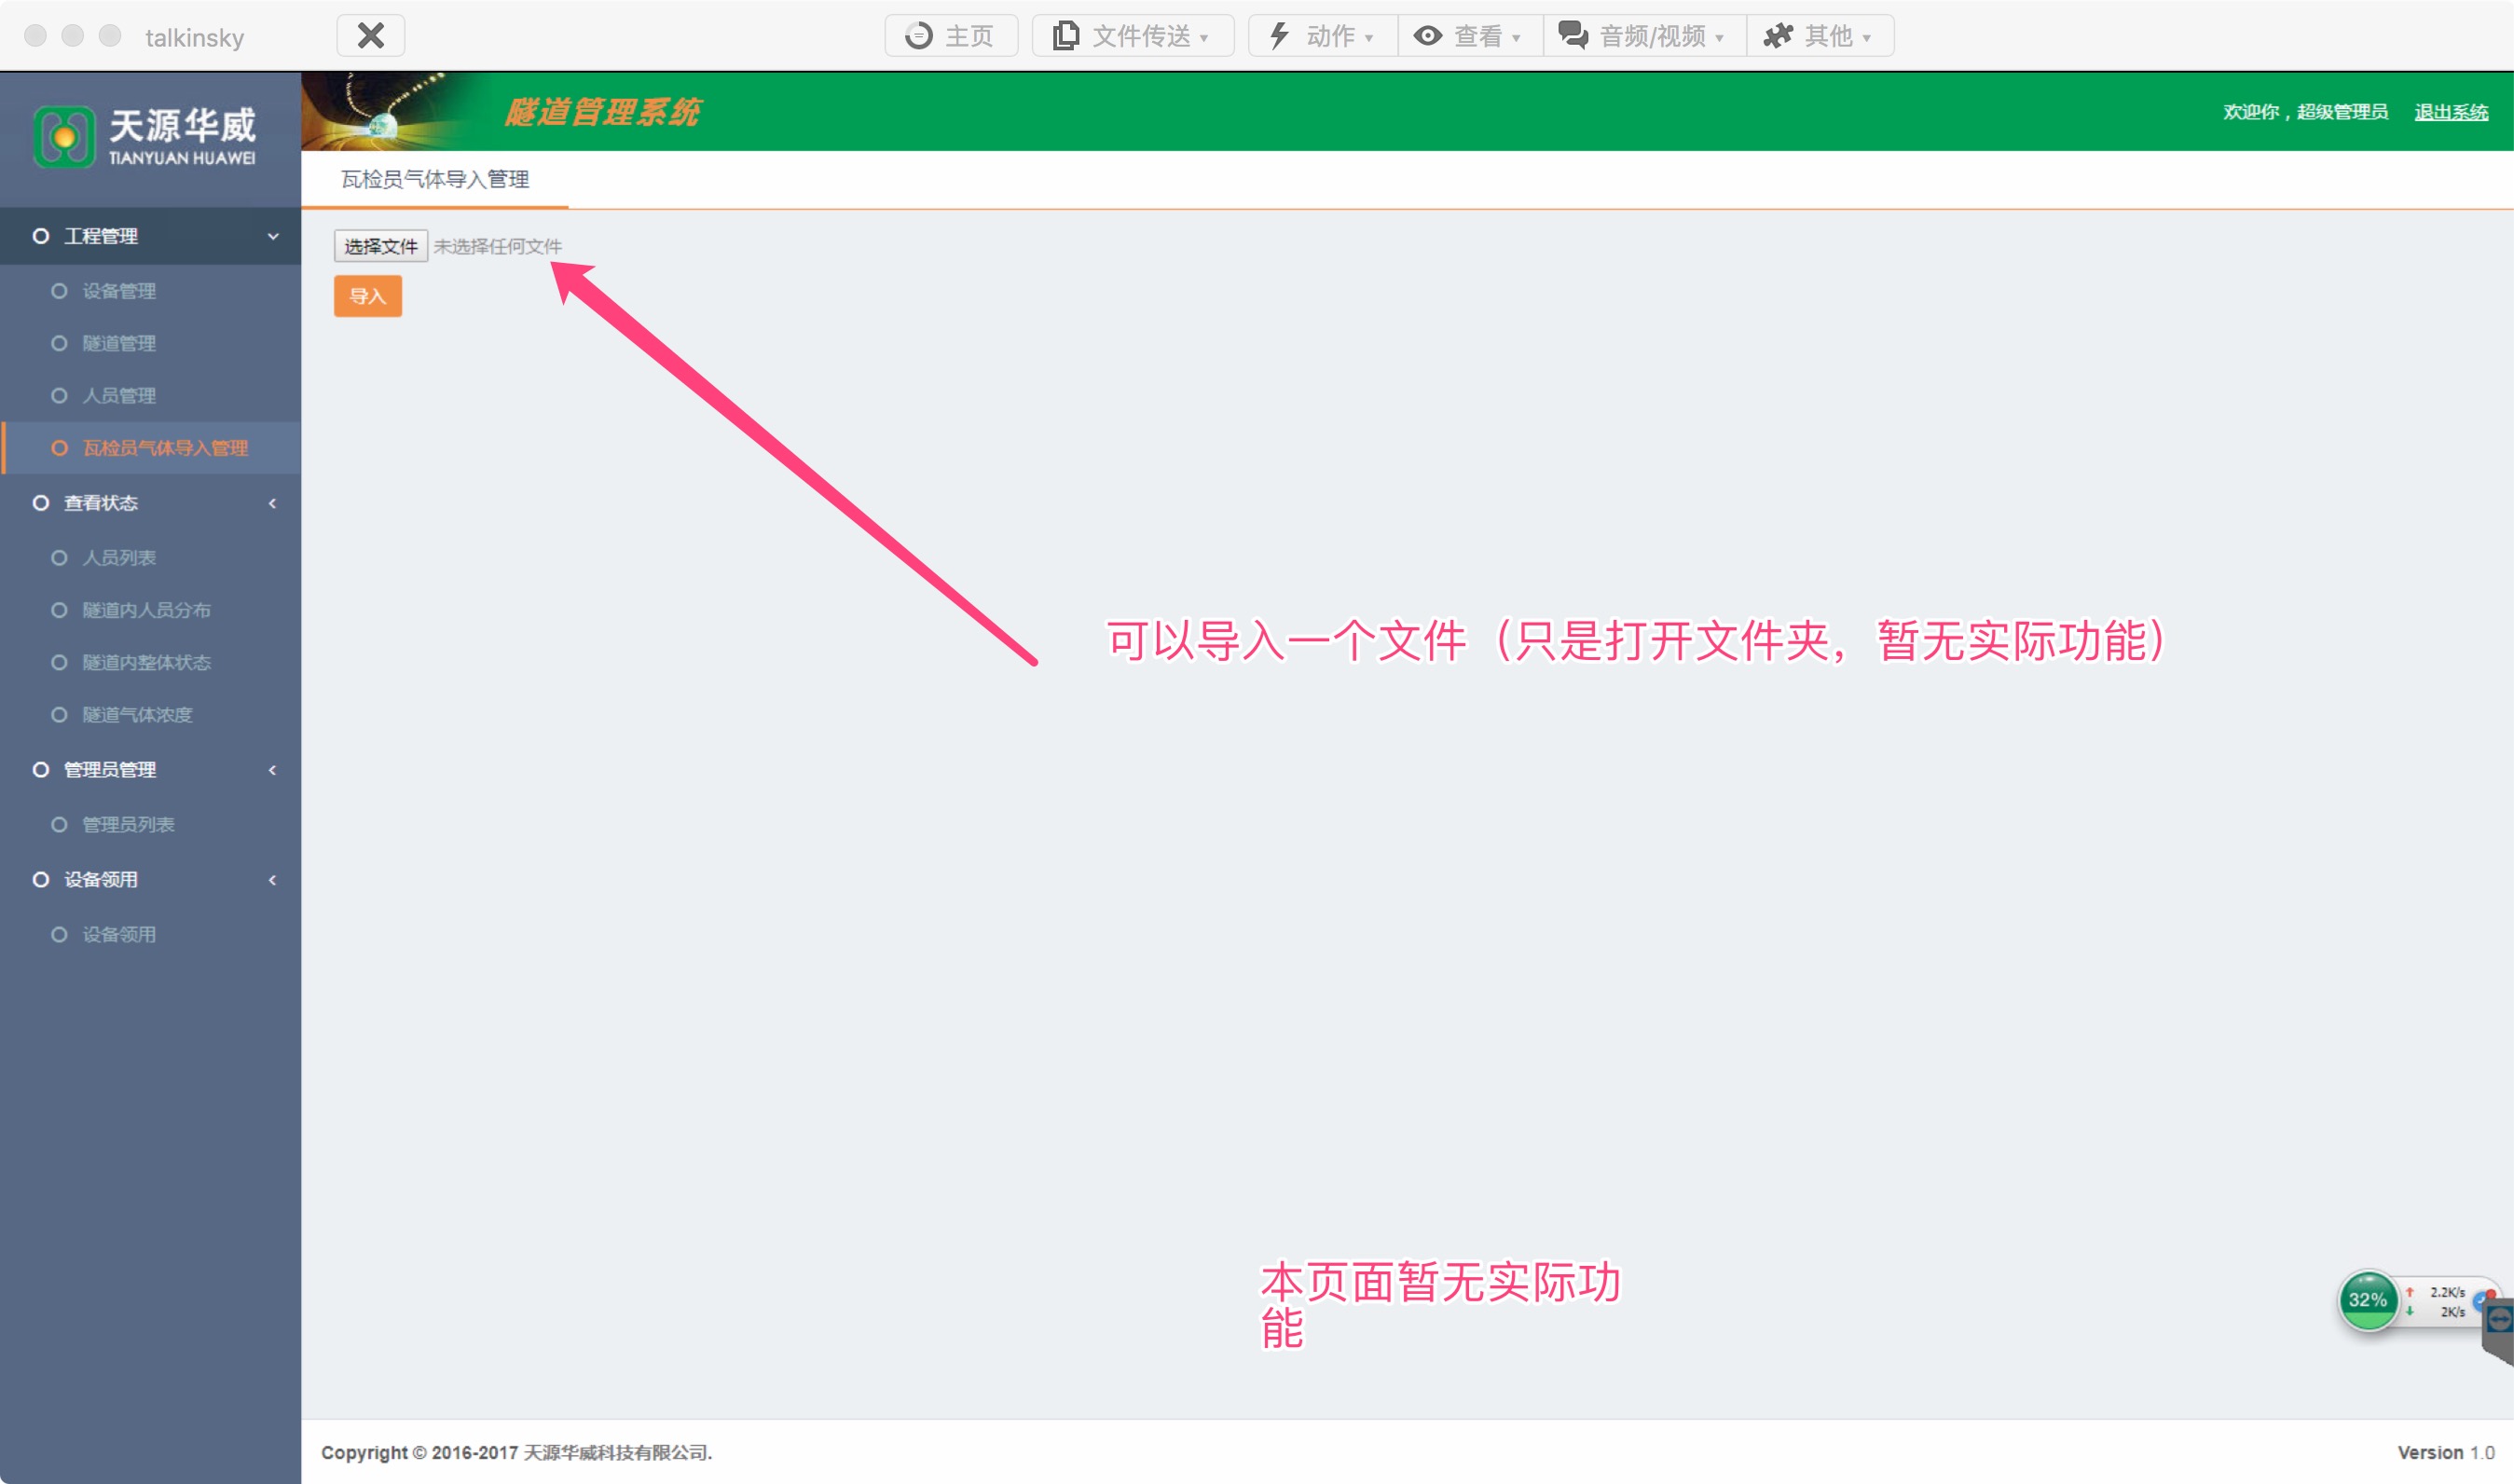 talkinsky
主页
文件传送
动作
查看
音频/视频
其他
天源华威
TIANYUAN HUAWEI
隧道管理系统
欢迎你，超级管理员 退出系统
瓦检员气体导入管理
工程管理
设备管理
隧道管理
人员管理
瓦检员气体导入管理
查看状态
人员列表
隧道内人员分布
隧道内整体状态
隧道气体浓度
管理员管理
管理员列表
设备领用
设备领用
选择文件 未选择任何文件
导入
可以导入一个文件（只是打开文件夹，暂无实际功能）
本页面暂无实际功
能
32%
2.2K/s
2K/s
Copyright © 2016-2017 天源华威科技有限公司.
Version 1.0